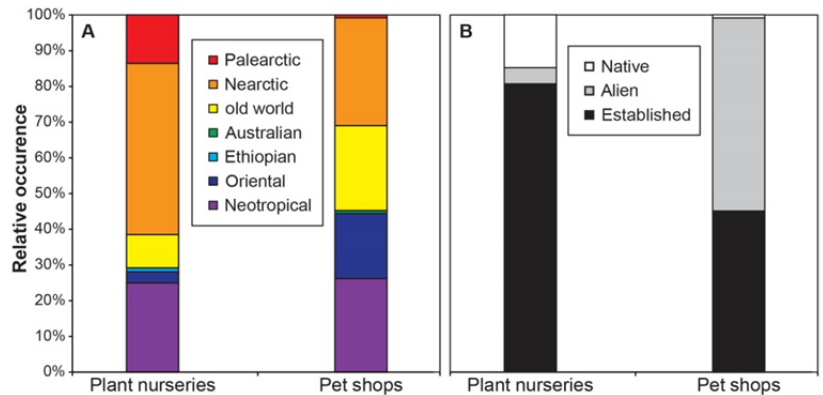 Relative occurence
100%
90%
80%
70%
60%
50%
40%
30%
20%
10%
0%
A
Palearctic
Nearctic
old world
Australian
Ethiopian
Oriental
Neotropical
Plant nurseries
Pet shops
B
Native
Alien
Established
Plant nurseries
Pet shops